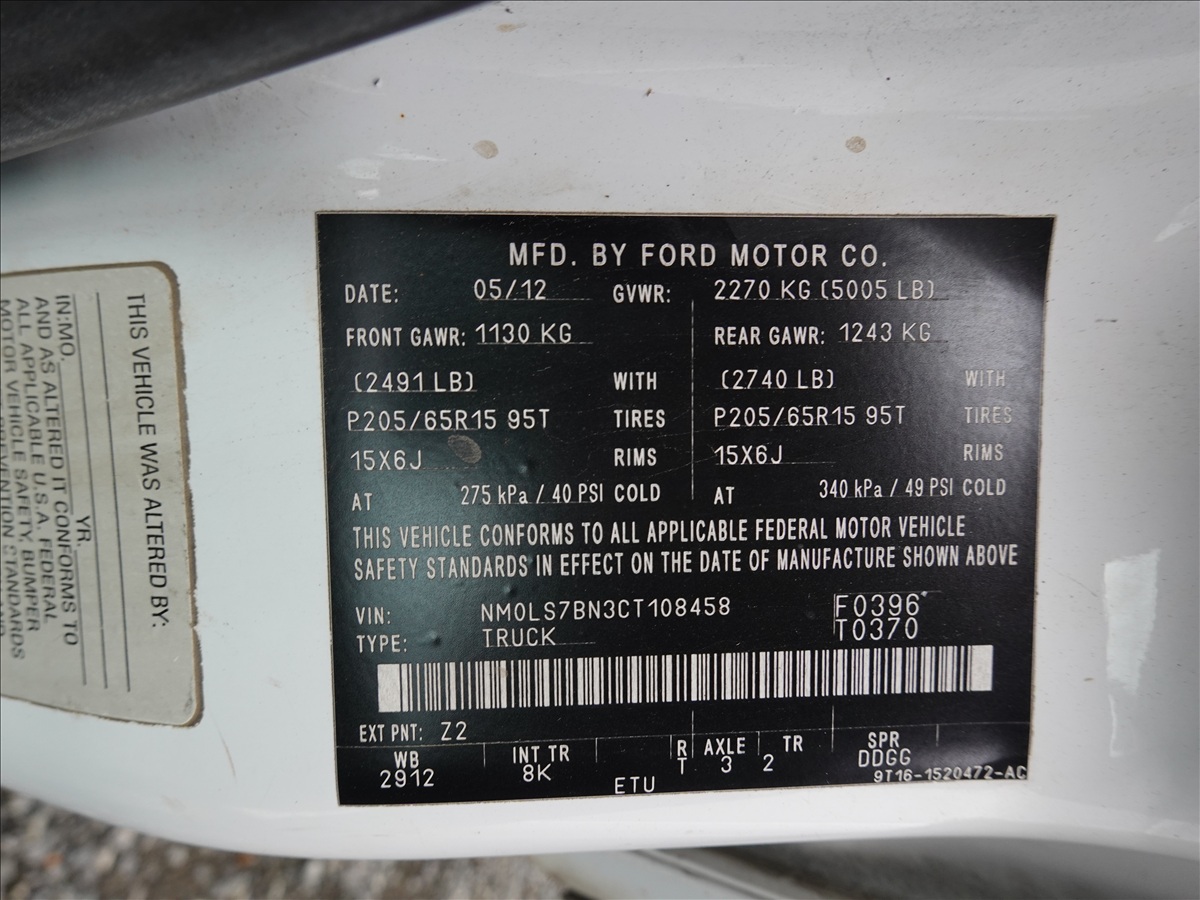 MFD. BY FORD MOTOR CO.
DATE: 05/12 GVWR: 2270 KG (5005 LB)
FRONT GAWR: 1130 KG REAR GAWR: 1243 KG
(2491 LB) WITH (2740 LB) WITH
P205/65R15 95T TIRES P205/65R15 95T TIRES
15X6J RIMS 15X6J RIMS
AT 275 kPa / 40 PSI COLD AT 340 kPa / 49 PSI COLD
THIS VEHICLE CONFORMS TO ALL APPLICABLE FEDERAL MOTOR VEHICLE
SAFETY STANDARDS IN EFFECT ON THE DATE OF MANUFACTURE SHOWN ABOVE
VIN: NM0LS7BN3CT108458 F0396
TYPE: TRUCK T0370
EXT PNT: Z2
WB INT TR R AXLE TR SPR
2912 8K T 3 2 DDGG
ETU 9T16-1520472-AC
THIS VEHICLE WAS ALTERED BY:
IN: MO. YR.
AND AS ALTERED IT CONFORMS TO
ALL APPLICABLE U.S.A. FEDERAL
MOTOR VEHICLE SAFETY, BUMPER
STANDARDS